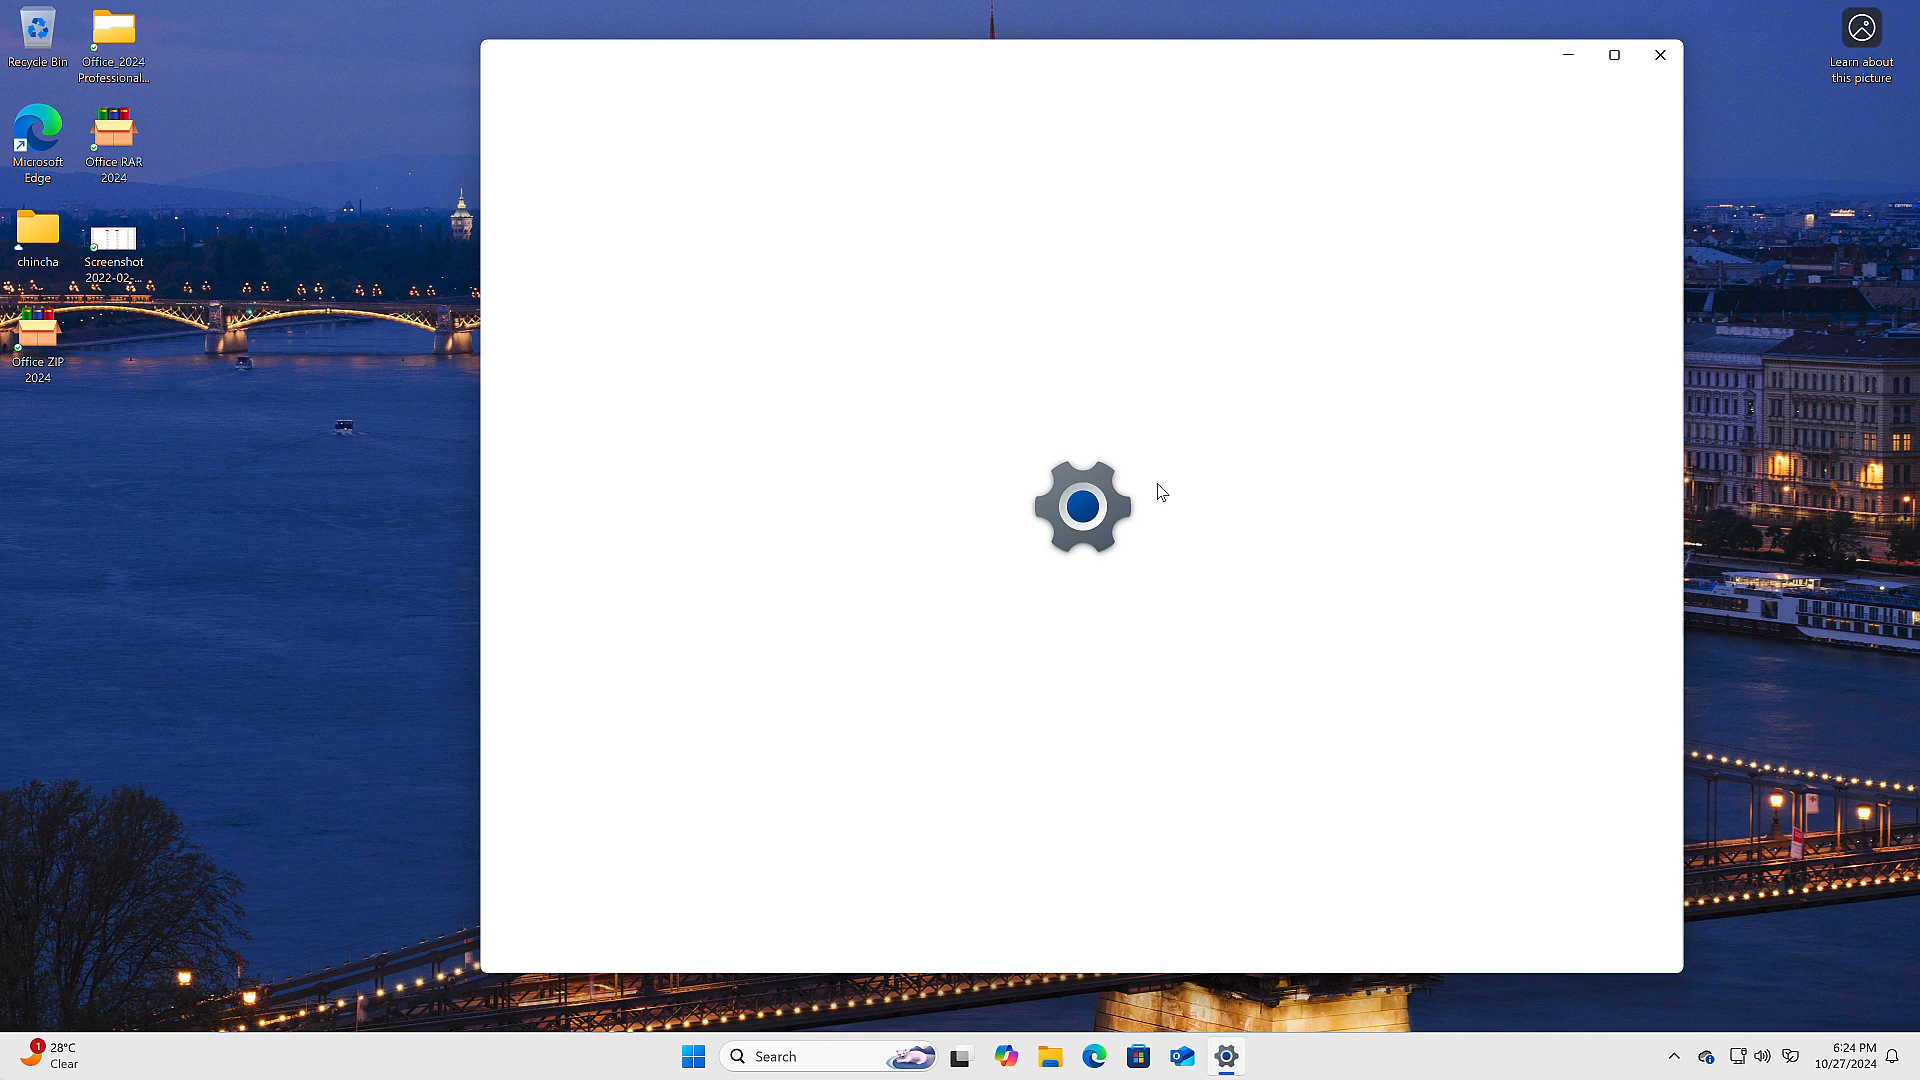 Recycle Bin
Office_2024
Professional...
Microsoft
Edge
Office RAR
2024
chincha
Screenshot
2022-02-...
Office ZIP
2024
Learn about
this picture
1
28°C
Clear
Search
6:24 PM
10/27/2024